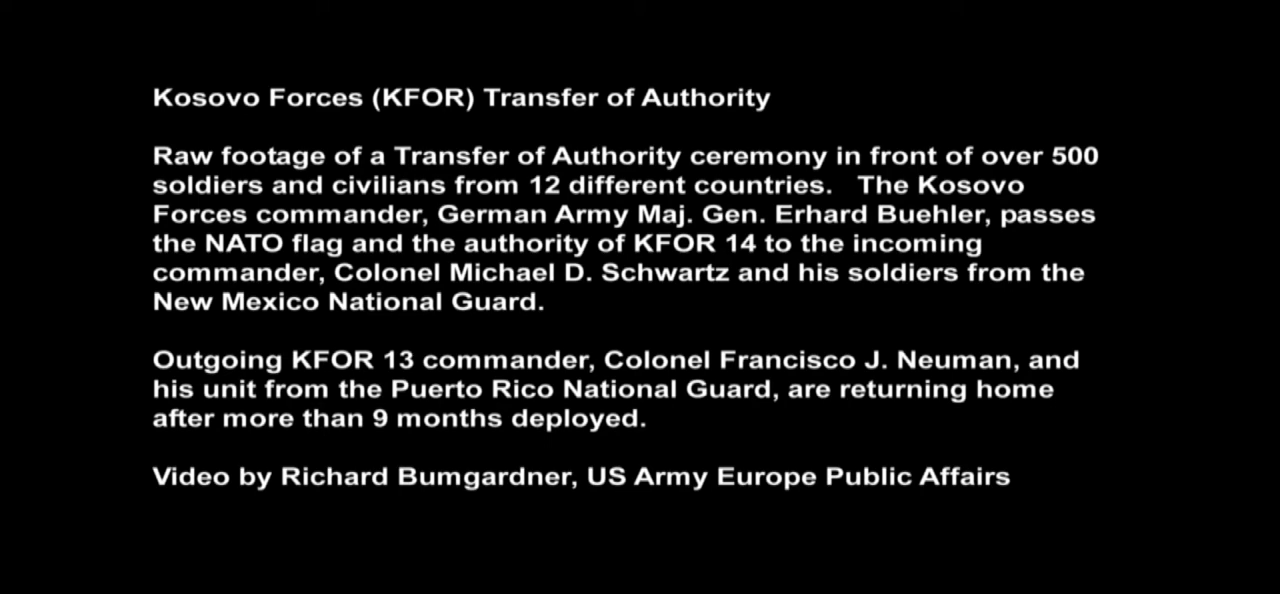 Kosovo Forces (KFOR) Transfer of Authority
Raw footage of a Transfer of Authority ceremony in front of over 500
soldiers and civilians from 12 different countries.   The Kosovo
Forces commander, German Army Maj. Gen. Erhard Buehler, passes
the NATO flag and the authority of KFOR 14 to the incoming
commander, Colonel Michael D. Schwartz and his soldiers from the
New Mexico National Guard.
Outgoing KFOR 13 commander, Colonel Francisco J. Neuman, and
his unit from the Puerto Rico National Guard, are returning home
after more than 9 months deployed.
Video by Richard Bumgardner, US Army Europe Public Affairs